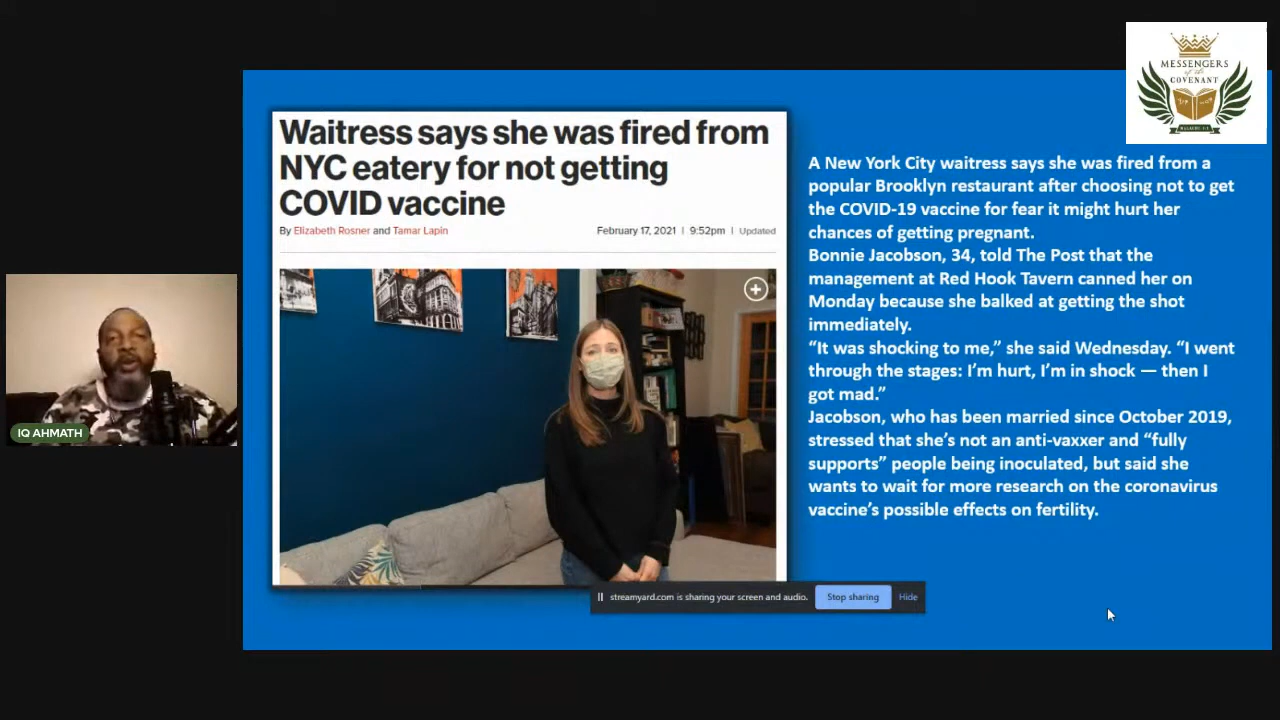 MESSENGERS
of the
COVENANT
Waitress says she was fired from
NYC eatery for not getting
COVID vaccine
By Elizabeth Rosner and Tamar Lapin
February 17, 2021 | 9:52pm | Updated
A New York City waitress says she was fired from a
popular Brooklyn restaurant after choosing not to get
the COVID-19 vaccine for fear it might hurt her
chances of getting pregnant.
Bonnie Jacobson, 34, told The Post that the
management at Red Hook Tavern canned her on
Monday because she balked at getting the shot
immediately.
“It was shocking to me,” she said Wednesday. “I went
through the stages: I’m hurt, I’m in shock — then I
got mad.”
Jacobson, who has been married since October 2019,
stressed that she’s not an anti-vaxxer and “fully
supports” people being inoculated, but said she
wants to wait for more research on the coronavirus
vaccine’s possible effects on fertility.
IQ AHMATH
streamyard.com is sharing your screen and audio.
Stop sharing
Hide